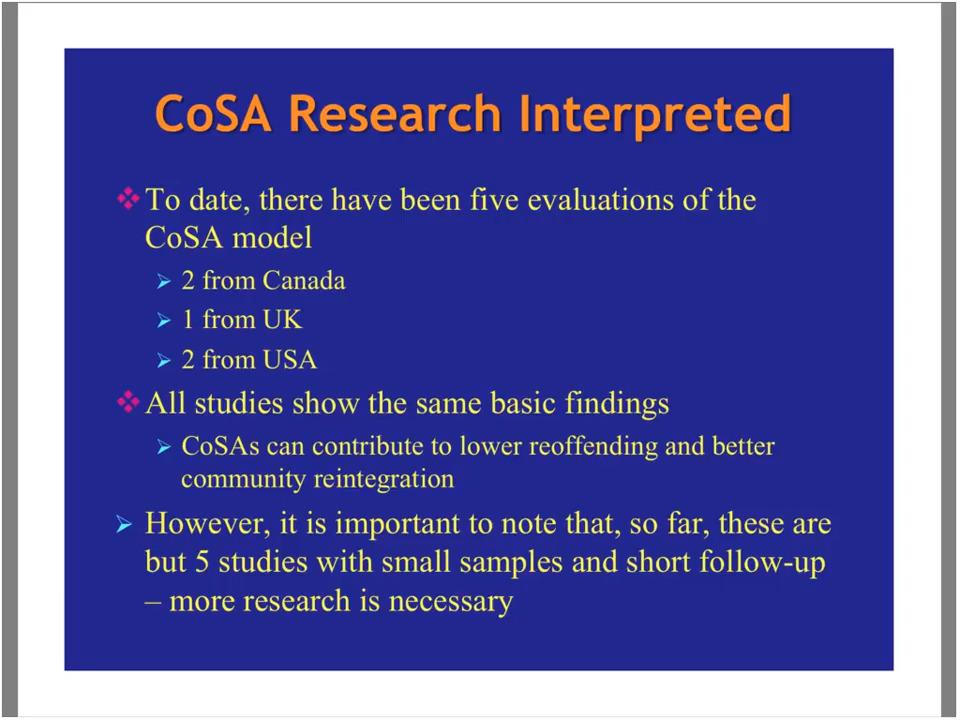 CoSA Research Interpreted
To date, there have been five evaluations of the
CoSA model
2 from Canada
1 from UK
2 from USA
All studies show the same basic findings
CoSAs can contribute to lower reoffending and better
community reintegration
However, it is important to note that, so far, these are
but 5 studies with small samples and short follow-up
– more research is necessary